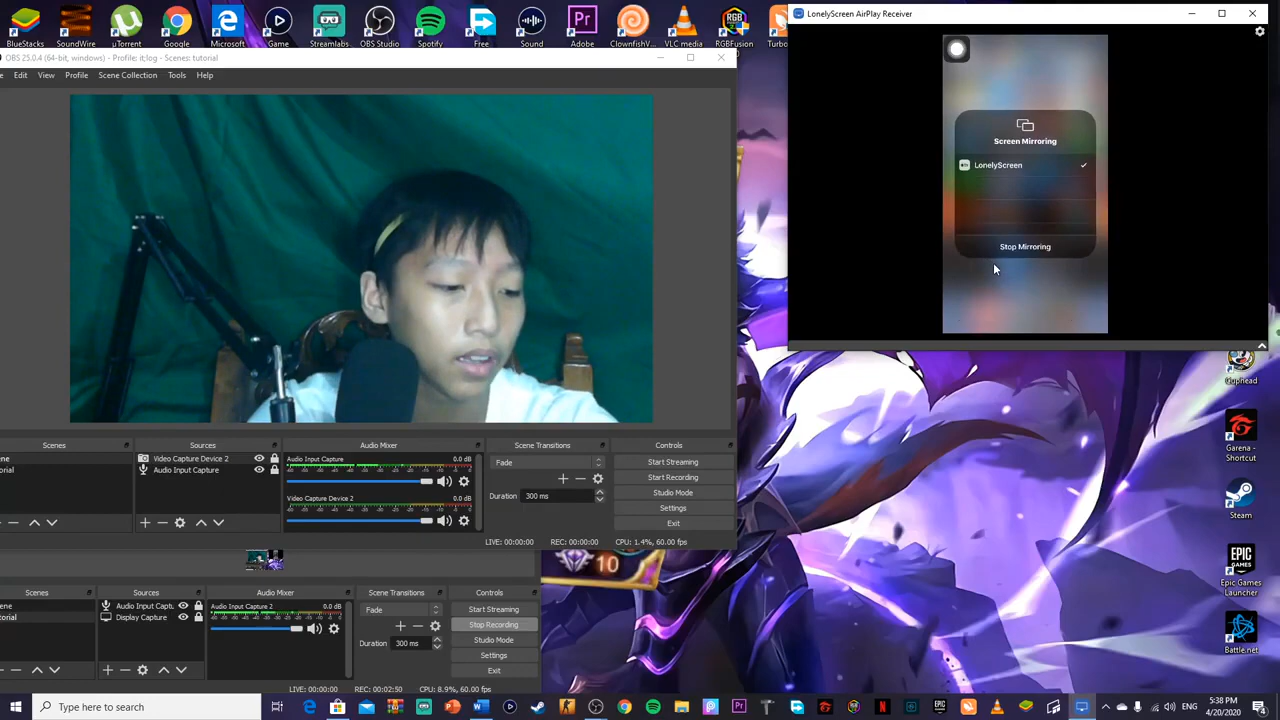 BlueStacks
SoundWire
µTorrent
Google
Microsoft
Game
Streamlabs
OBS Studio
Spotify
Free
Sound
Adobe
ClownfishV...
VLC media
RGBFusion
Turbo
LonelyScreen AirPlay Receiver
OBS 23.0.4 (64-bit, windows) - Profile: it;log - Scenes: tutorial
Edit
View
Profile
Scene Collection
Tools
Help
Screen Mirroring
LonelyScreen
Stop Mirroring
Scenes
Sources
Audio Mixer
Scene Transitions
Controls
ene
orial
Video Capture Device 2
Audio Input Capture
Audio Input Capture
0.0 dB
Video Capture Device 2
0.0 dB
Fade
Duration
300 ms
Start Streaming
Start Recording
Studio Mode
Settings
Exit
LIVE: 00:00:00
REC: 00:00:00
CPU: 1.4%, 60.00 fps
10
Scenes
Sources
Audio Mixer
Scene Transitions
Controls
ene
orial
Audio Input Captu
Display Capture
Audio Input Capture 2
0.0 dB
Fade
Duration
300 ms
Start Streaming
Stop Recording
Studio Mode
Settings
Exit
LIVE: 00:00:00
REC: 00:02:50
CPU: 8.9%, 60.00 fps
Cuphead
Garena -
Shortcut
Steam
Epic Games
Launcher
Battle.net
Type here to search
ENG
5:38 PM
4/20/2020